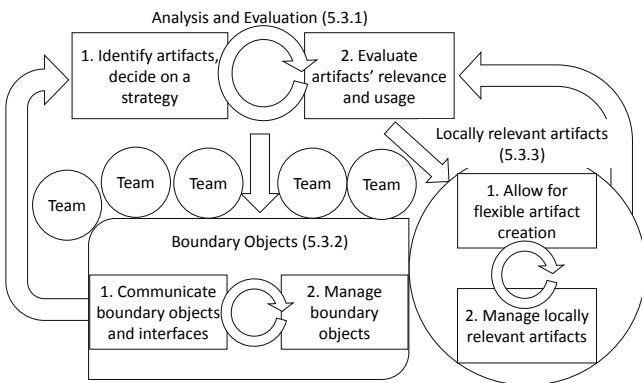 Analysis and Evaluation (5.3.1)
1. Identify artifacts,
decide on a
strategy
2. Evaluate
artifacts' relevance
and usage
Locally relevant artifacts
(5.3.3)
Team
Team
Team
Team
Team
Team
1. Allow for
flexible artifact
creation
Boundary Objects (5.3.2)
1. Communicate
boundary objects
and interfaces
2. Manage
boundary
objects
2. Manage locally
relevant artifacts